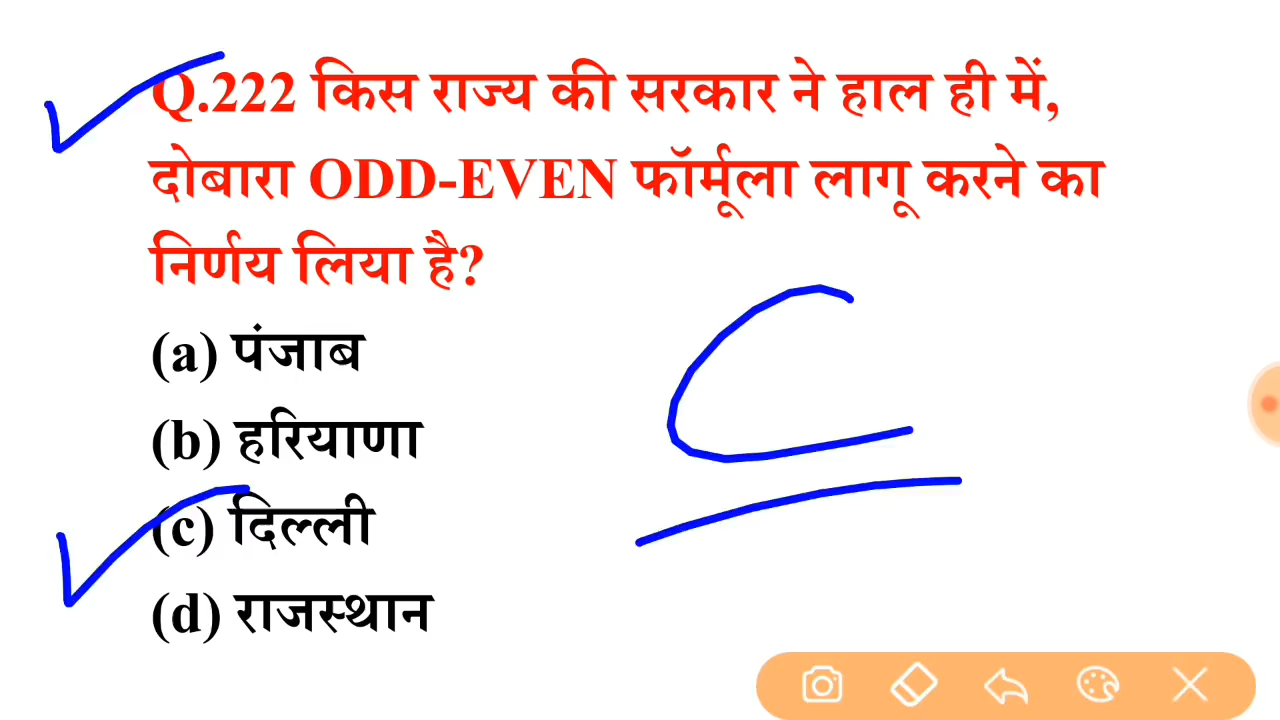 Q.222 किस राज्य की सरकार ने हाल ही में,
दोबारा ODD-EVEN फॉर्मूला लागू करने का
निर्णय लिया है?
(a) पंजाब
(b) हरियाणा
(c) दिल्ली
(d) राजस्थान
C